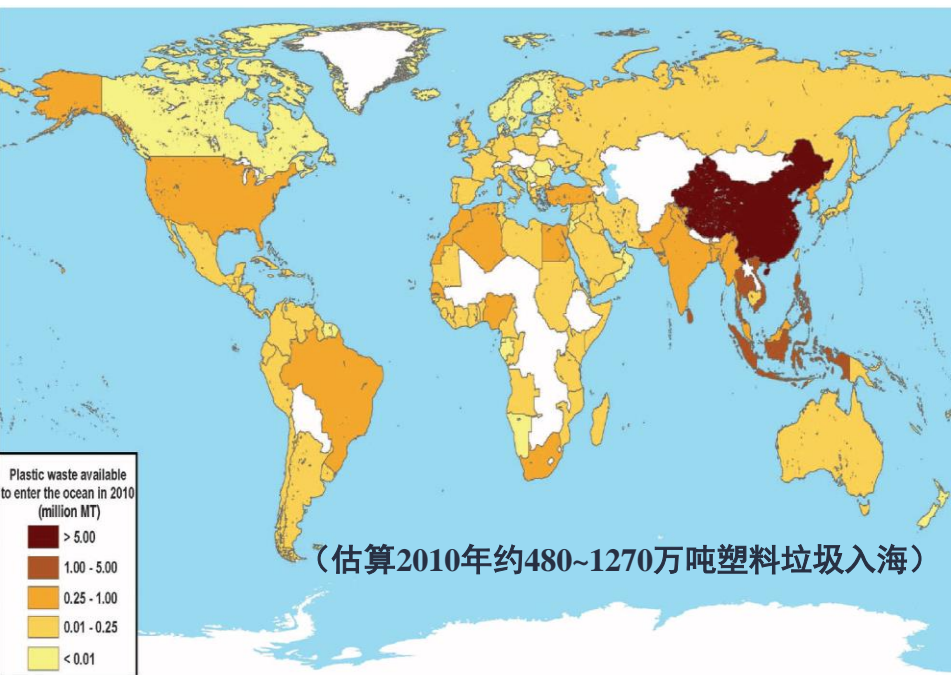 Plastic waste available
to enter the ocean in 2010
(million MT)
> 5.00
1.00 - 5.00
0.25 - 1.00
0.01 - 0.25
< 0.01
（估算2010年约480~1270万吨塑料垃圾入海）